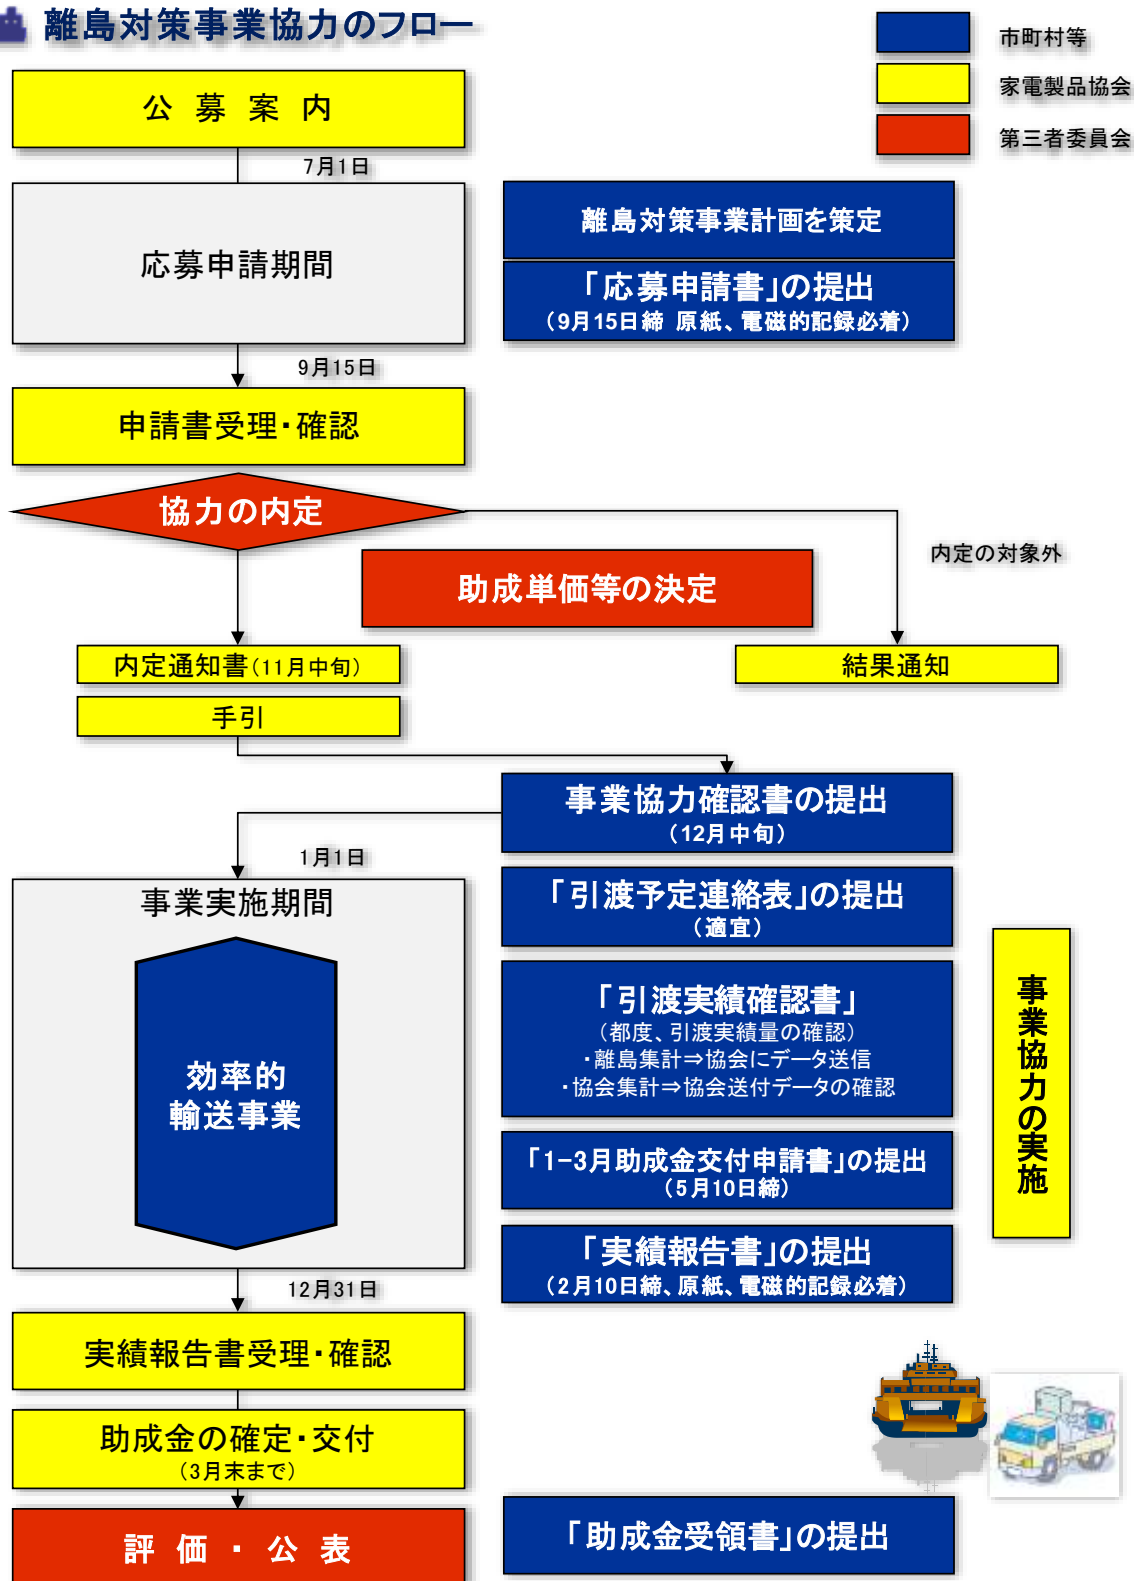 離島対策事業協力のフロー
市町村等
家電製品協会
第三者委員会
公 募 案 内
7月1日
応募申請期間
離島対策事業計画を策定
「応募申請書」の提出
（9月15日締 原紙、電磁的記録必着）
9月15日
申請書受理・確認
協力の内定
内定の対象外
助成単価等の決定
内定通知書（11月中旬）
結果通知
手引
事業協力確認書の提出
（12月中旬）
1月1日
事業実施期間
効率的
輸送事業
「引渡予定連絡表」の提出
（適宜）
「引渡実績確認書」
（都度、引渡実績量の確認）
・離島集計⇒協会にデータ送信
・協会集計⇒協会送付データの確認
「1-3月助成金交付申請書」の提出
（5月10日締）
「実績報告書」の提出
（2月10日締、原紙、電磁的記録必着）
事業協力の実施
12月31日
実績報告書受理・確認
助成金の確定・交付
（3月末まで）
評 価 ・ 公 表
「助成金受領書」の提出